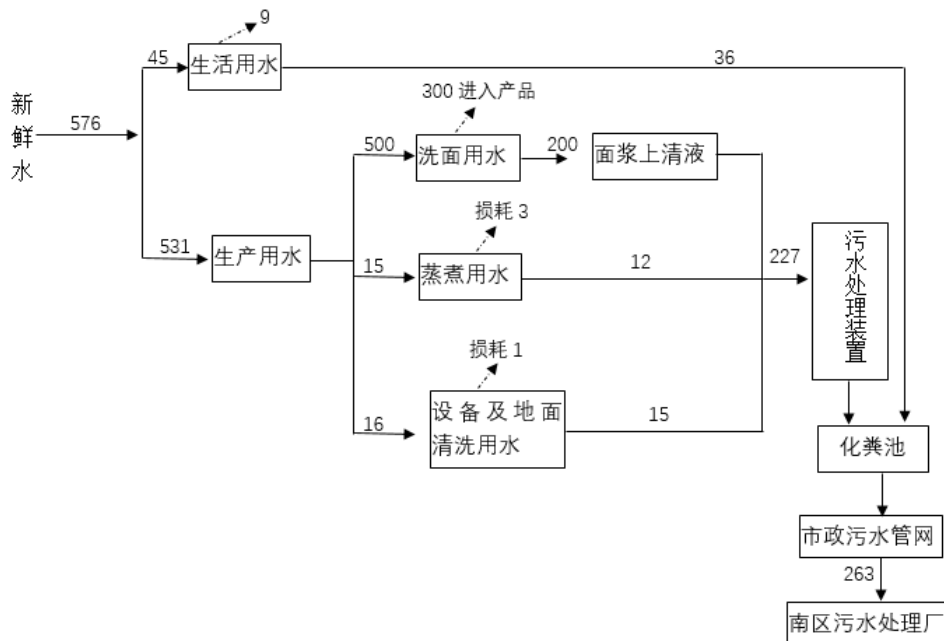 9
45
生活用水
36
新鲜水
576
300 进入产品
500
洗面用水
200
面浆上清液
损耗 3
531
生产用水
15
蒸煮用水
12
227
污水处理装置
损耗 1
16
设备及地面
清洗用水
15
化粪池
市政污水管网
263
南区污水处理厂